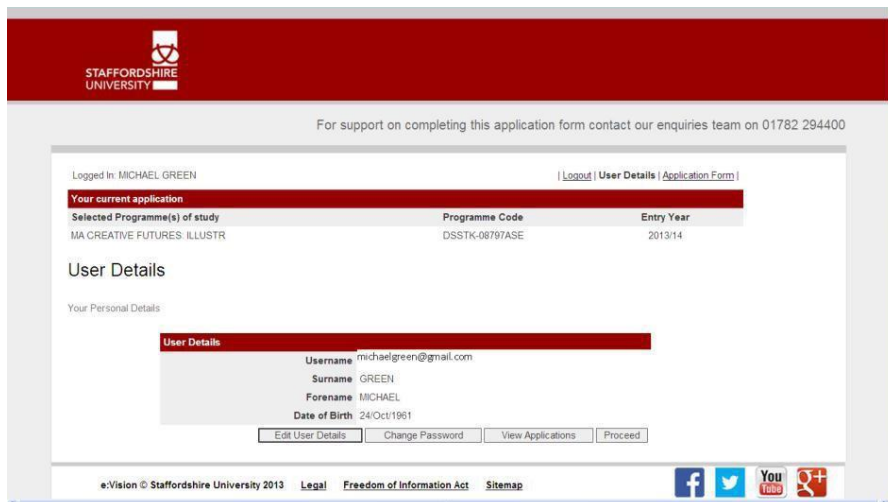 STAFFORDSHIRE
UNIVERSITY
For support on completing this application form contact our enquiries team on 01782 294400
Logged In: MICHAEL GREEN | Logout | User Details | Application Form |
Your current application
Selected Programme(s) of study Programme Code Entry Year
MA CREATIVE FUTURES: ILLUSTR DSSTK-08797ASE 2013/14
User Details
Your Personal Details
User Details
Username michaelgreen@gmail.com
Surname GREEN
Forename MICHAEL
Date of Birth 24/Oct/1961
Edit User Details Change Password View Applications Proceed
e:Vision © Staffordshire University 2013 Legal Freedom of Information Act Sitemap
f You Tube g+